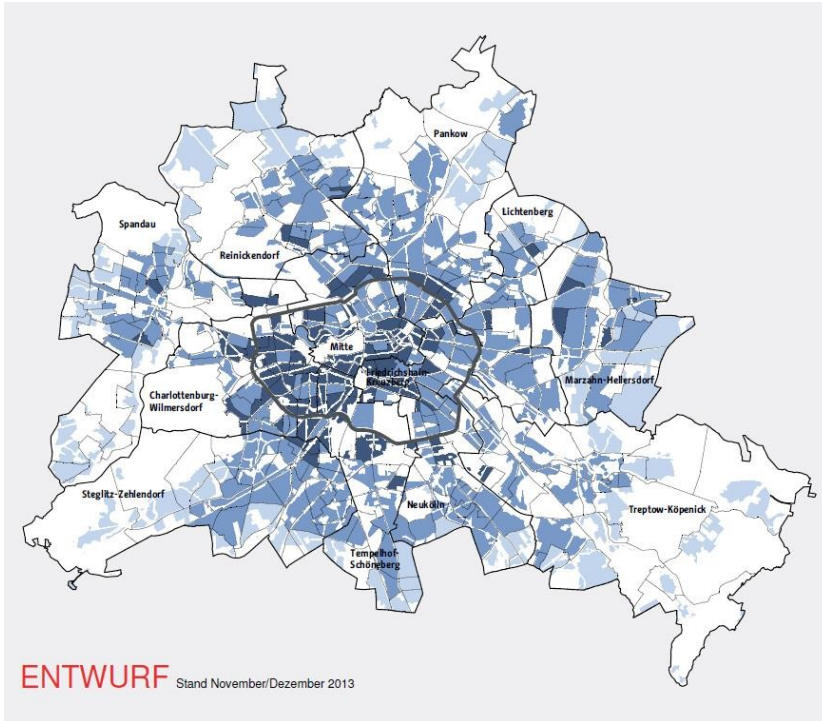 Pankow
Lichtenberg
Spandau
Reinickendorf
Mitte
Friedrichshain-
Kreuzberg
Marzahn-Hellersdorf
Charlottenburg-
Wilmersdorf
Steglitz-Zehlendorf
Neukölln
Treptow-Köpenick
Tempelhof-
Schöneberg
ENTWURF Stand November/Dezember 2013